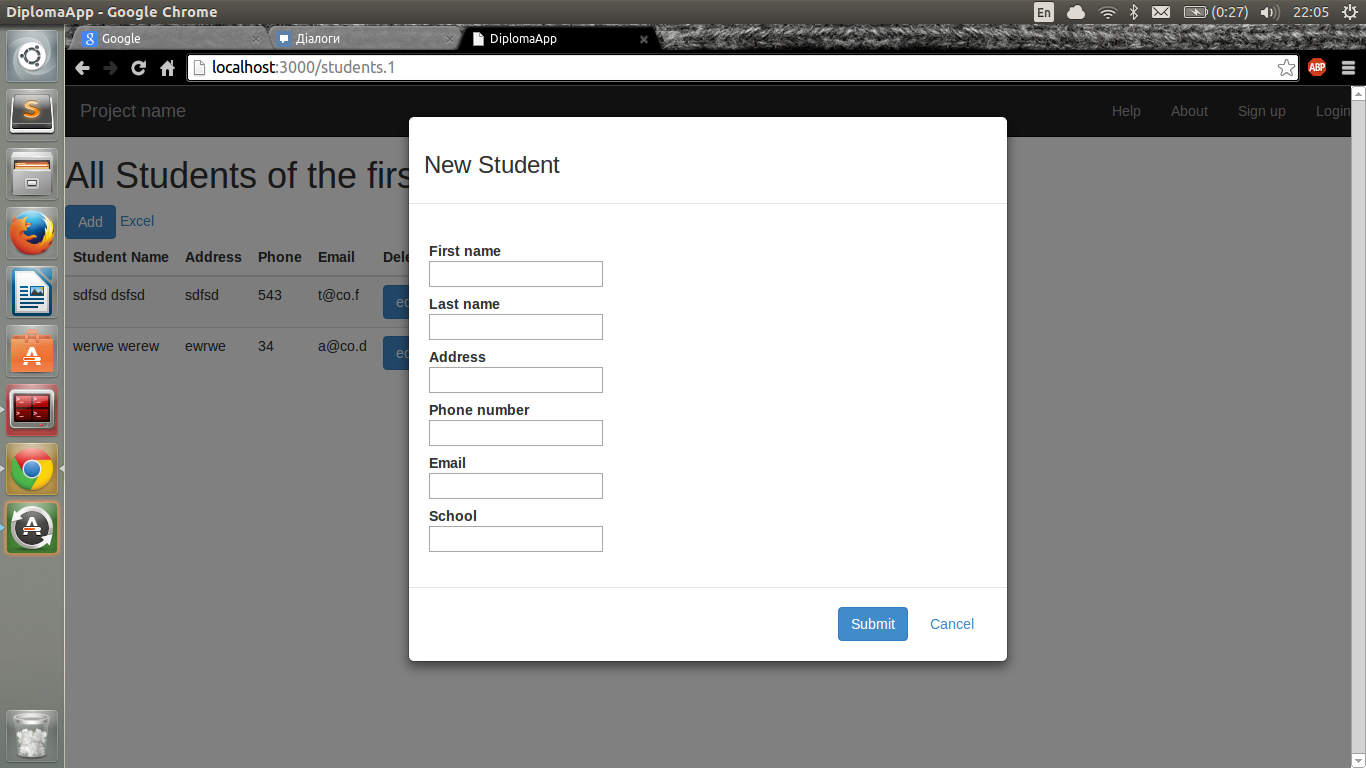 DiplomaApp - Google Chrome
En
(0:27)
22:05
Google
Діалоги
DiplomaApp
localhost:3000/students.1
ABP
Project name
Help
About
Sign up
Login
All Students of the firs
Add
Excel
Student Name
Address
Phone
Email
Dele
sdfsd dsfsd
sdfsd
543
t@co.f
ed
werwe werew
ewrwe
34
a@co.d
ed
New Student
First name
Last name
Address
Phone number
Email
School
Submit
Cancel